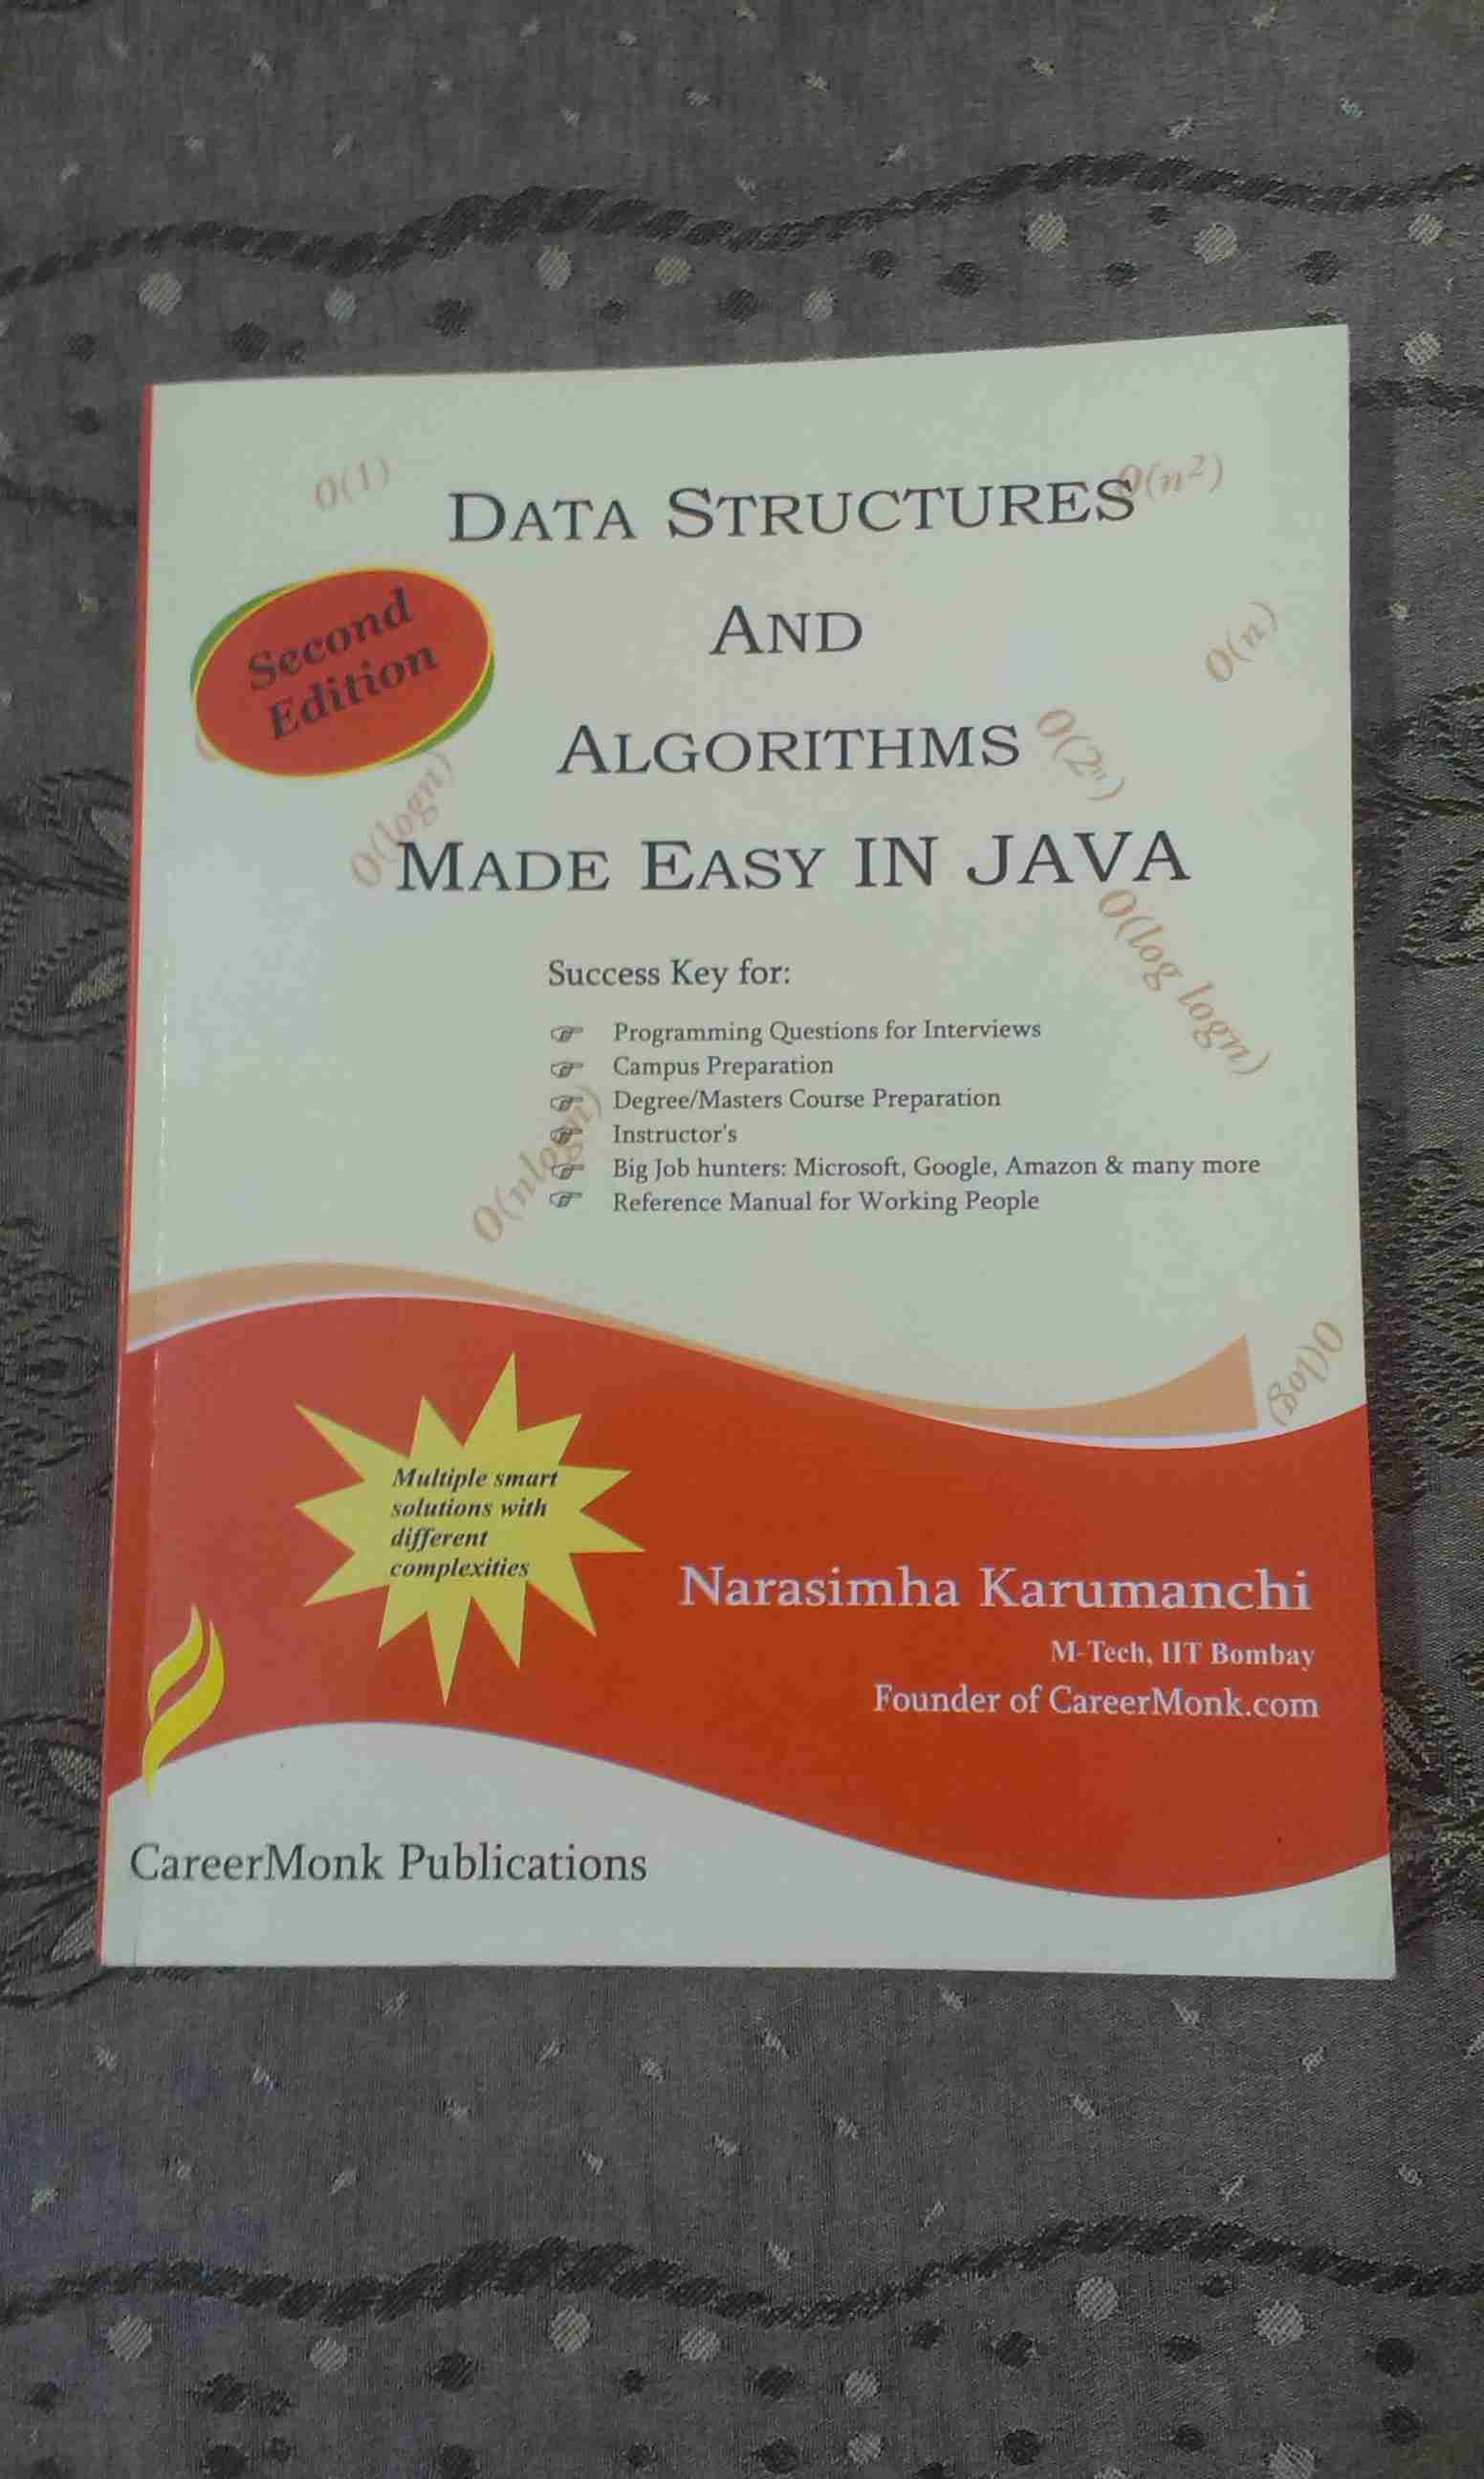 O(1)
O(n²)
DATA STRUCTURES
AND
O(n)
Second
Edition
ALGORITHMS
O(2ⁿ)
O(logn)
MADE EASY IN JAVA
O(log logn)
Success Key for:
Programming Questions for Interviews
Campus Preparation
Degree/Masters Course Preparation
Instructor's
Big Job hunters: Microsoft, Google, Amazon & many more
Reference Manual for Working People
O(nlogn)
O(log)
Multiple smart
solutions with
different
complexities
Narasimha Karumanchi
M-Tech, IIT Bombay
Founder of CareerMonk.com
CareerMonk Publications